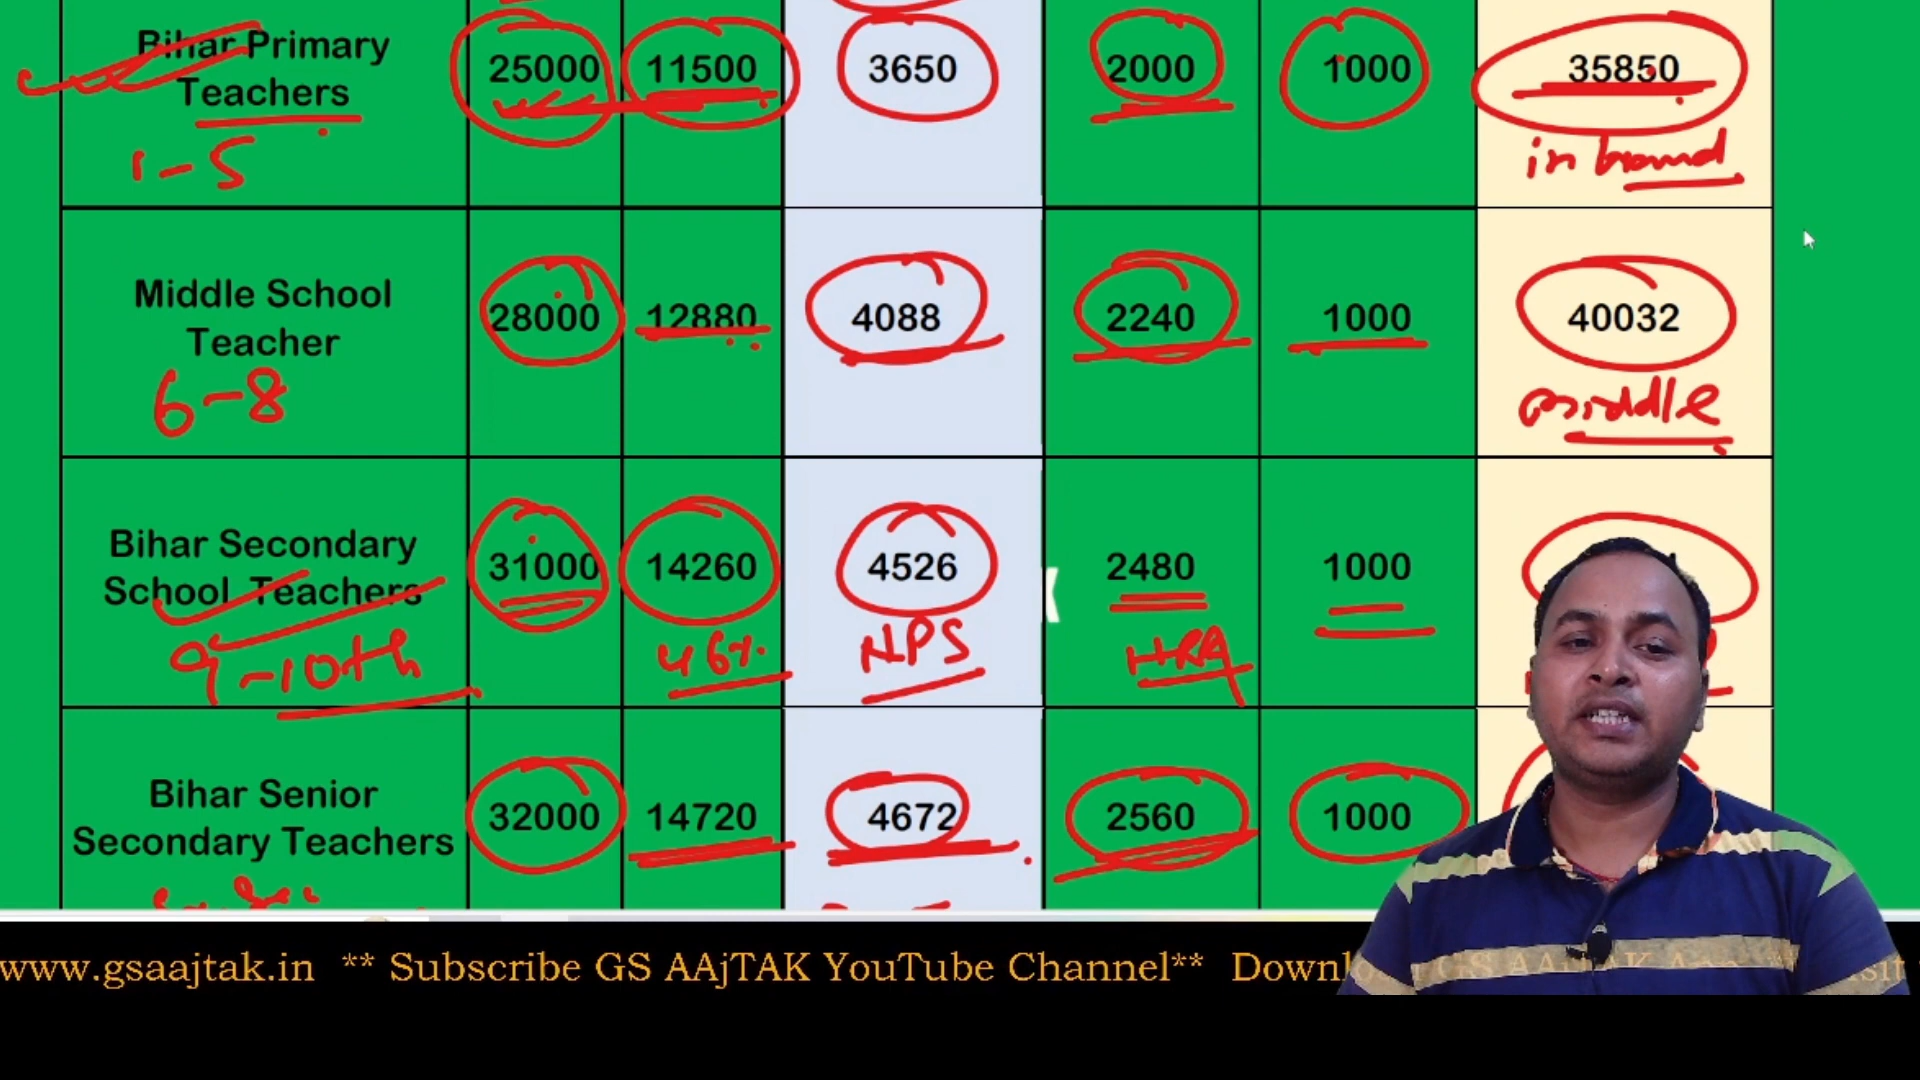 Bihar Primary
Teachers
25000 11500 3650 2000 1000 35850
1-5
in hand
Middle School
Teacher
28000 12880 4088 2240 1000 40032
6-8
middle
Bihar Secondary
School Teachers
31000 14260 4526 2480 1000
9-10th 46%. NPS HRA
Bihar Senior
Secondary Teachers
32000 14720 4672 2560 1000
www.gsaajtak.in ** Subscribe GS AAjTAK YouTube Channel** GS AAjTAK